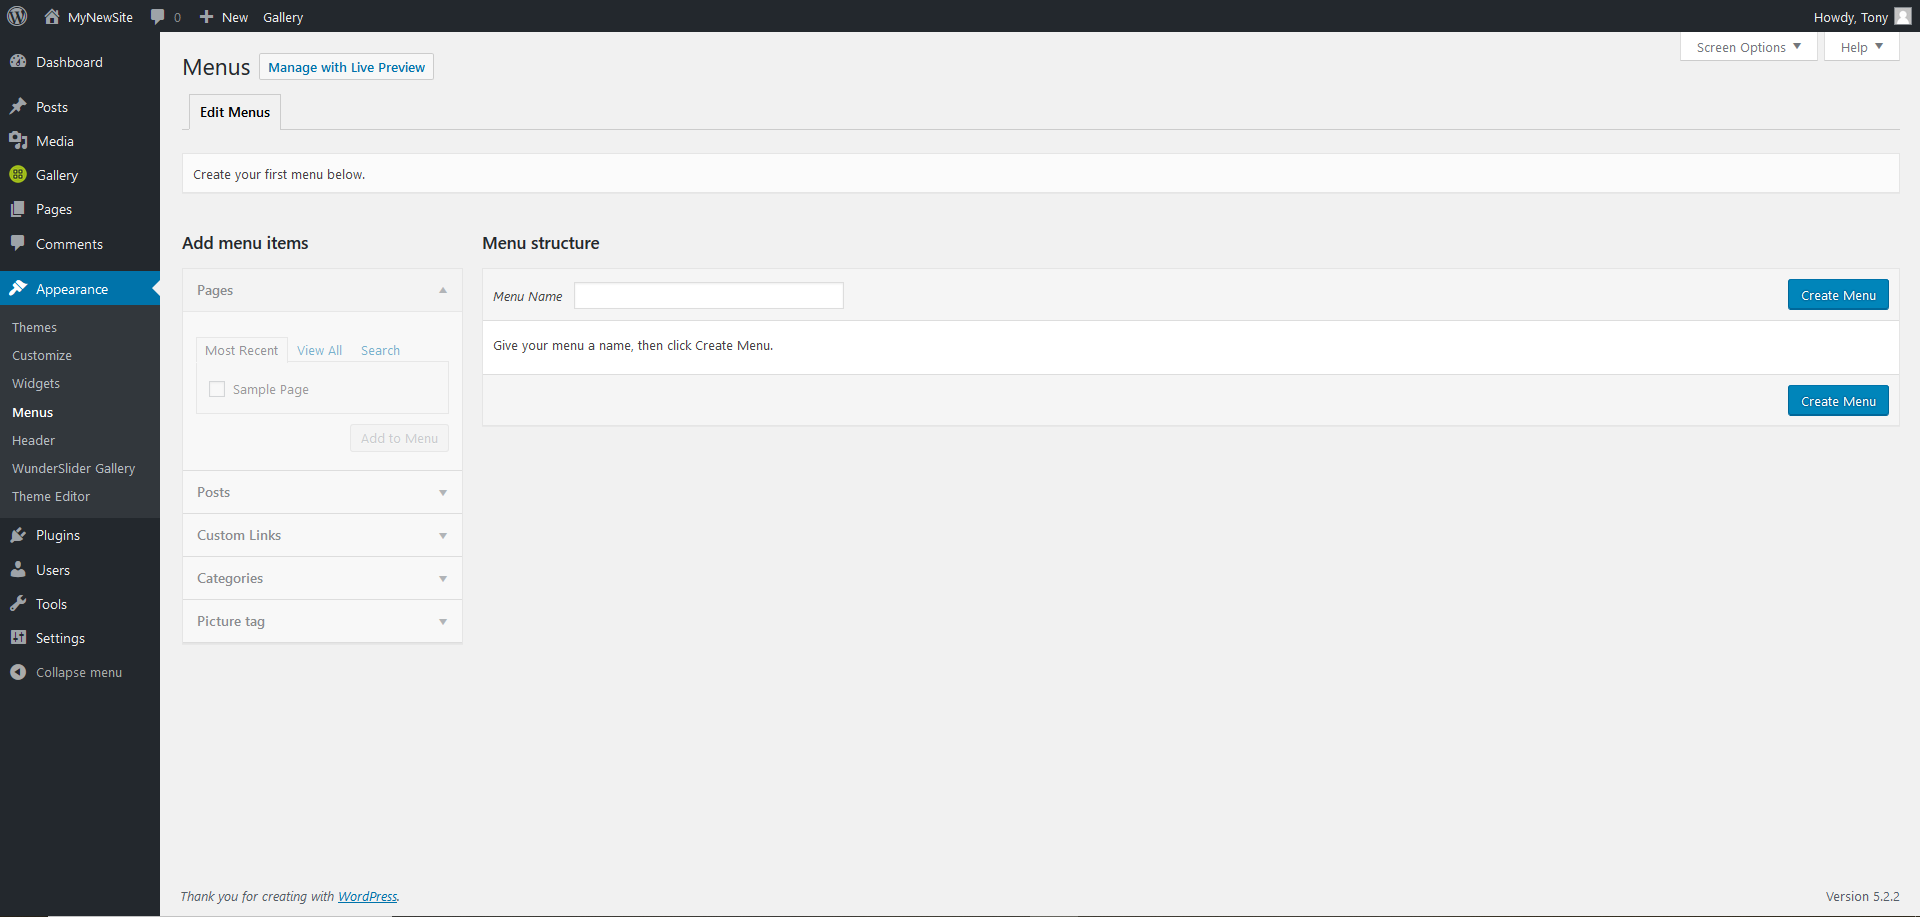 MyNewSite 0 New Gallery Howdy, Tony
Dashboard
Posts
Media
Gallery
Pages
Comments
Appearance
Themes
Customize
Widgets
Menus
Header
WunderSlider Gallery
Theme Editor
Plugins
Users
Tools
Settings
Collapse menu
Screen Options Help
Menus Manage with Live Preview
Edit Menus
Create your first menu below.
Add menu items
Pages
Most Recent View All Search
Sample Page
Add to Menu
Posts
Custom Links
Categories
Picture tag
Menu structure
Menu Name Create Menu
Give your menu a name, then click Create Menu.
Create Menu
Thank you for creating with WordPress. Version 5.2.2